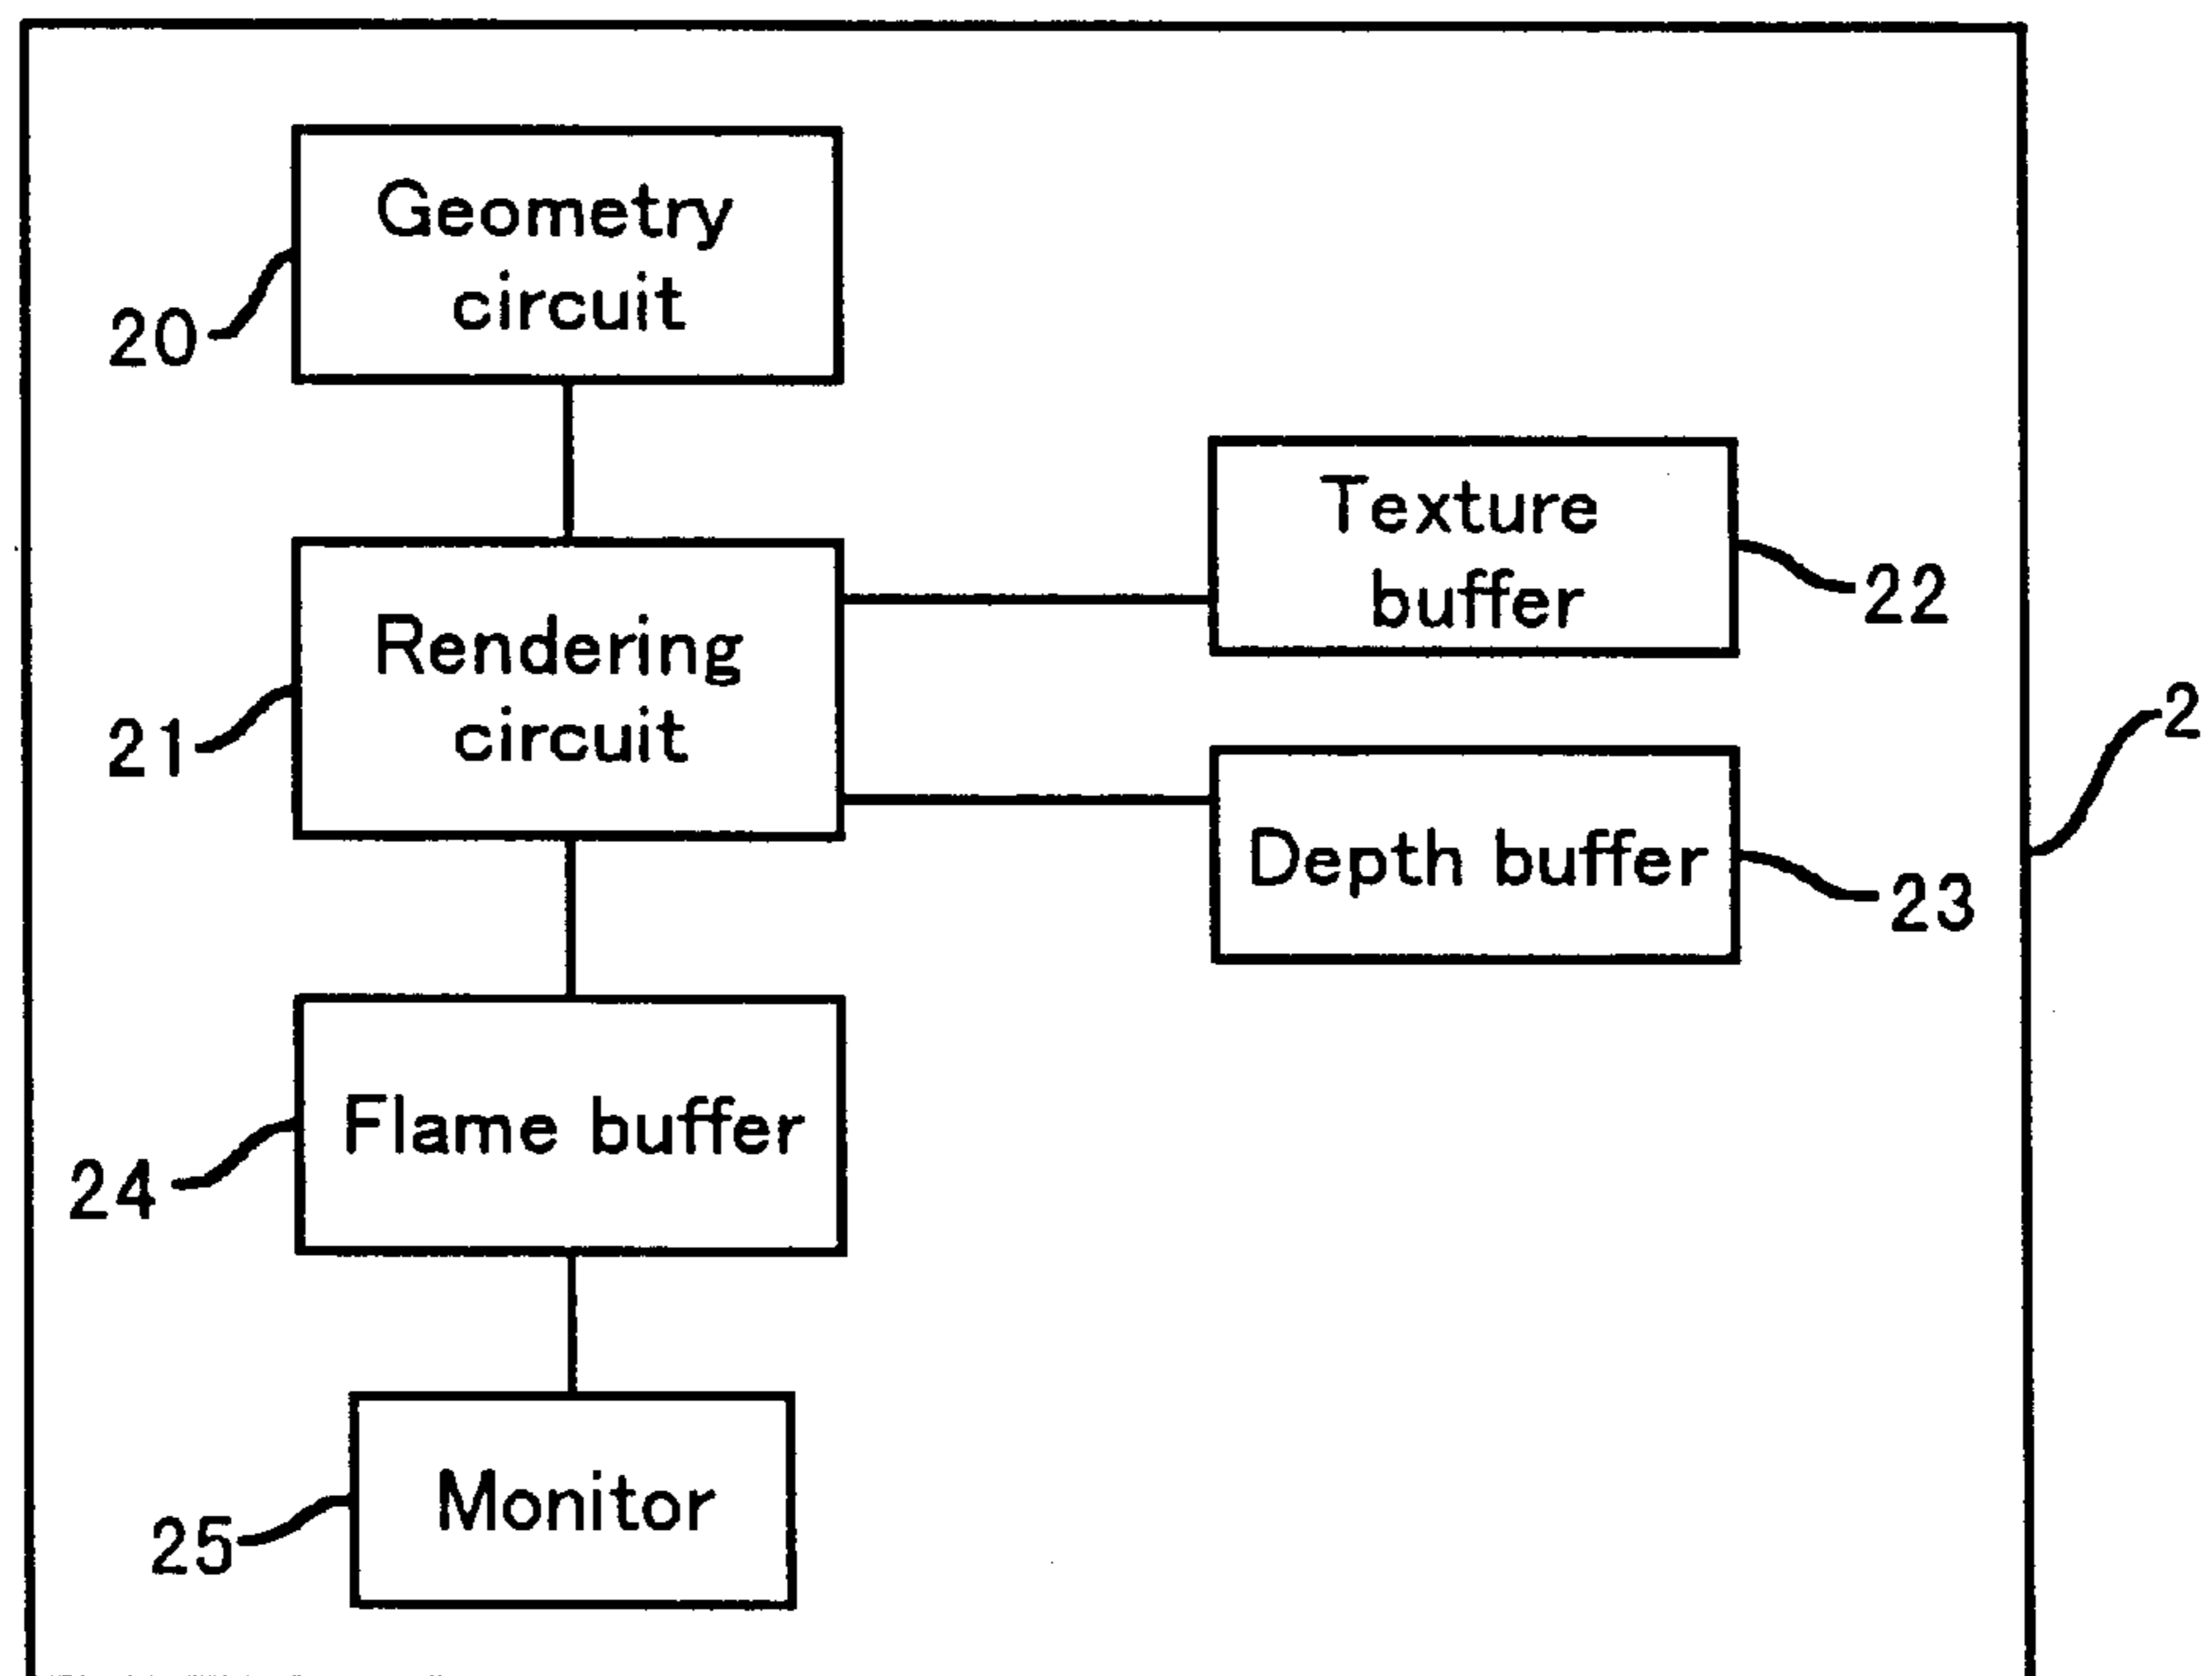 Geometry
circuit
20
Texture
buffer
22
Rendering
circuit
21
2
Depth buffer
23
Flame buffer
24
Monitor
25